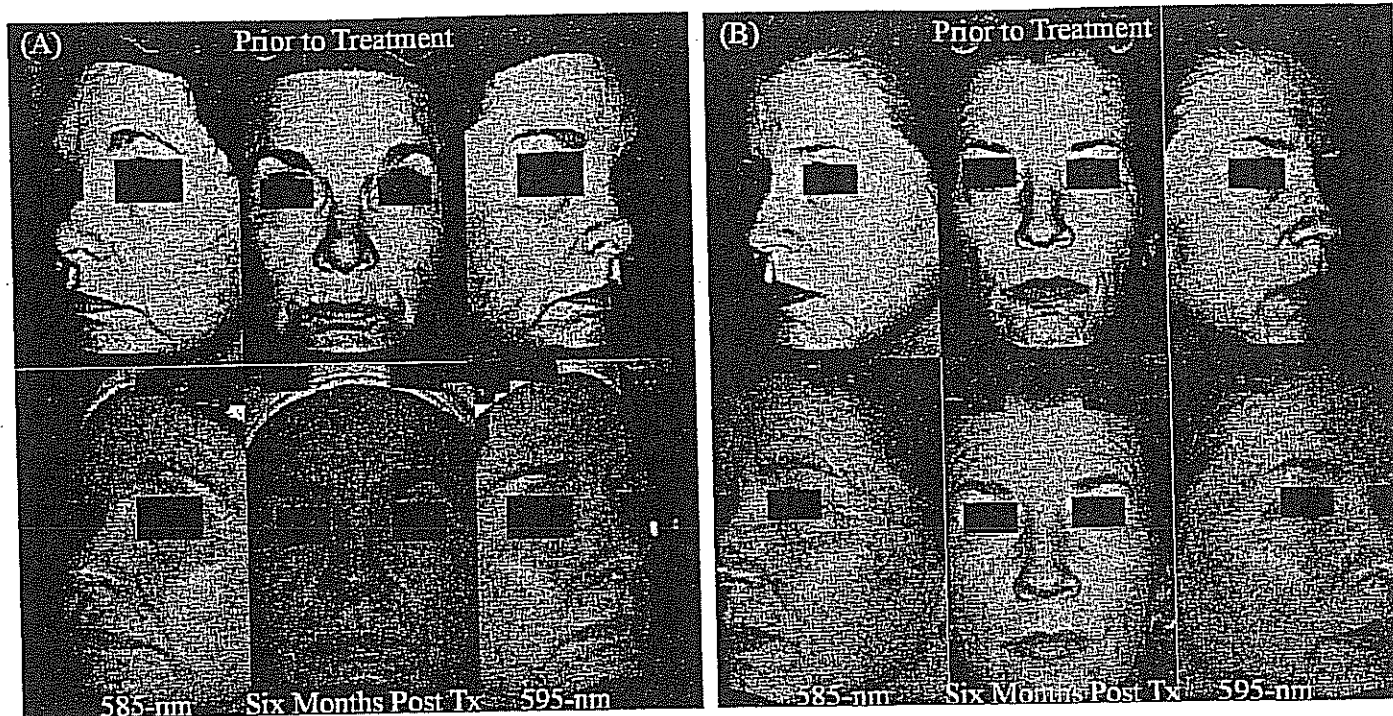 (A)
Prior to Treatment
585-nm
Six Months Post Tx
595-nm
(B)
Prior to Treatment
585-nm
Six Months Post Tx
595-nm